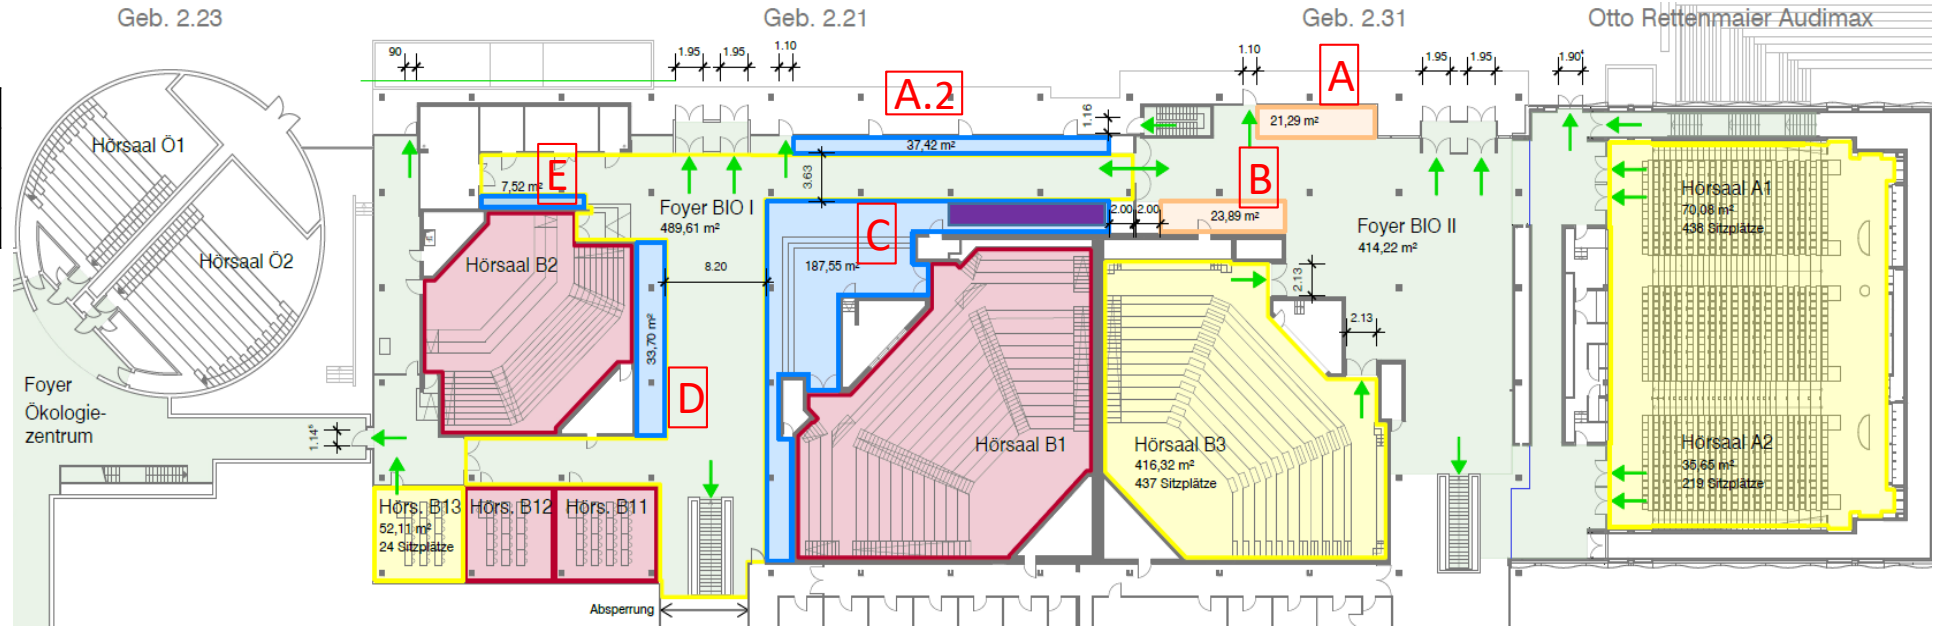 Geb. 2.23
Geb. 2.21
Geb. 2.31
Otto Rettenmaier Audimax
90
1.95
1.95
1.10
1.10
1.95
1.95
1.90⁴
A
A.2
1.16
21,29 m²
37,42 m²
3.63
E
7,52 m²
B
2.00
2.00
23,89 m²
Hörsaal Ö1
Hörsaal Ö2
Foyer BIO I
489,61 m²
C
187,55 m²
8.20
Foyer BIO II
414,22 m²
Hörsaal A1
70,08 m²
438 Sitzplätze
Hörsaal B2
33,70 m²
D
2.13
2.13
Foyer
Ökologie-
zentrum
1.14⁵
Hörsaal B1
Hörsaal B3
416,32 m²
437 Sitzplätze
Hörsaal A2
35,65 m²
219 Sitzplätze
Hörs. B13
52,11 m²
24 Sitzplätze
Hörs. B12
Hörs. B11
Absperrung